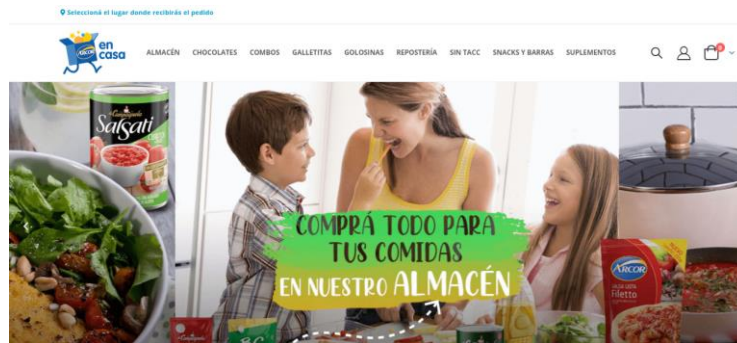 Seleccioná el lugar donde recibirás el pedido
ARCOR
en
casa
ALMACÉN CHOCOLATES COMBOS GALLETITAS GOLOSINAS REPOSTERÍA SIN TACC SNACKS Y BARRAS SUPLEMENTOS
0
la Campagnola
Salsati
COMPRÁ TODO PARA
TUS COMIDAS
EN NUESTRO ALMACÉN
ARCOR
Filetto